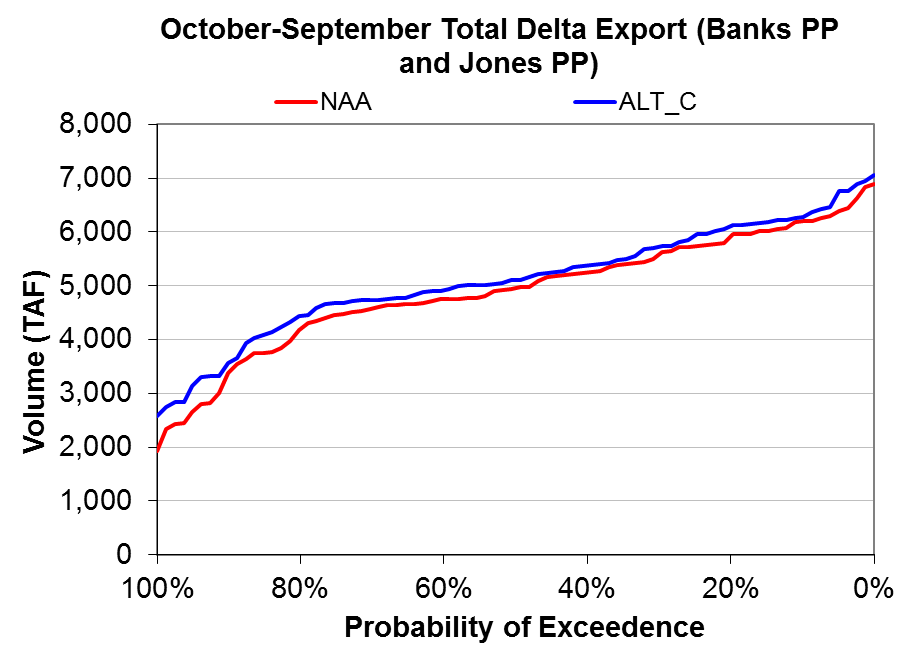 October-September Total Delta Export (Banks PP
and Jones PP)
NAA ALT_C
8,000
7,000
6,000
5,000
4,000
3,000
2,000
1,000
0
Volume (TAF)
100% 80% 60% 40% 20% 0%
Probability of Exceedence